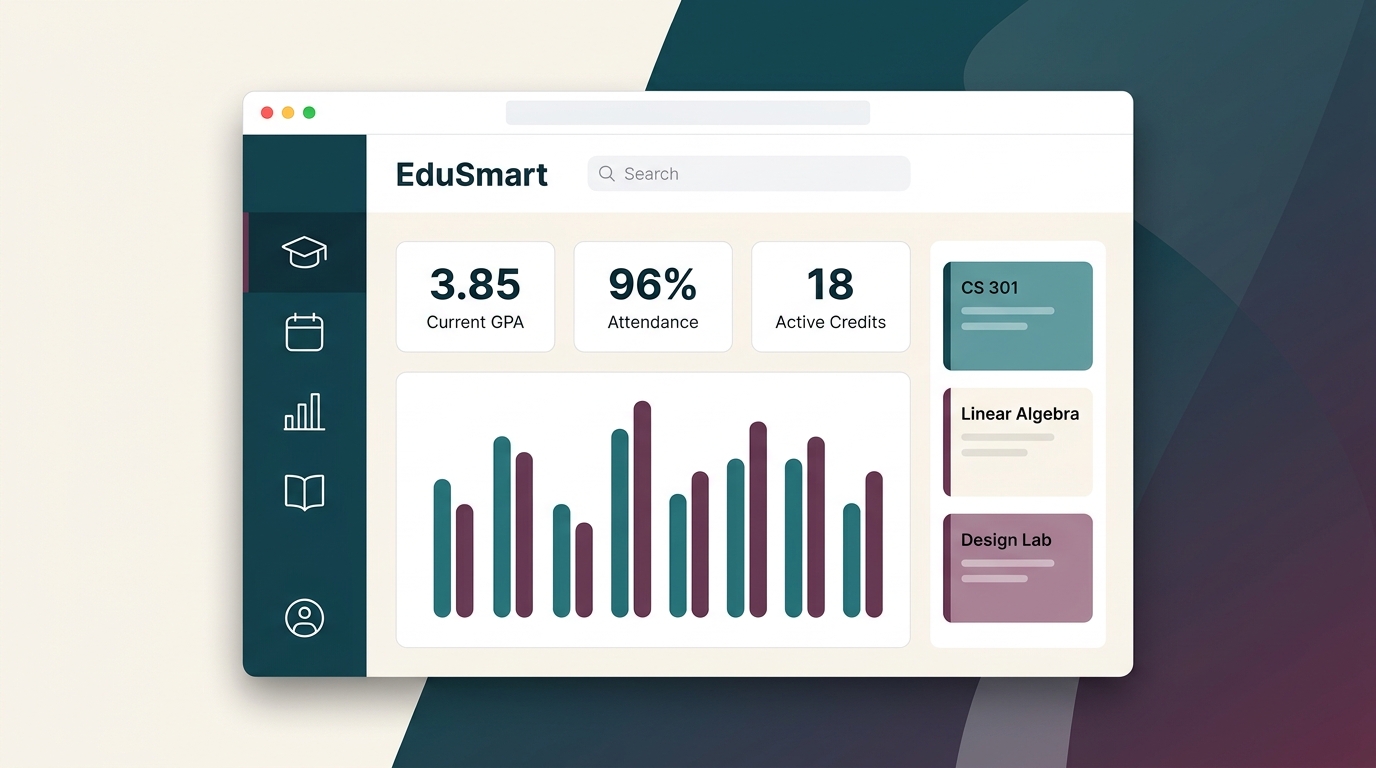 EduSmart
Search
3.85
Current GPA
96%
Attendance
18
Active Credits
CS 301
Linear Algebra
Design Lab